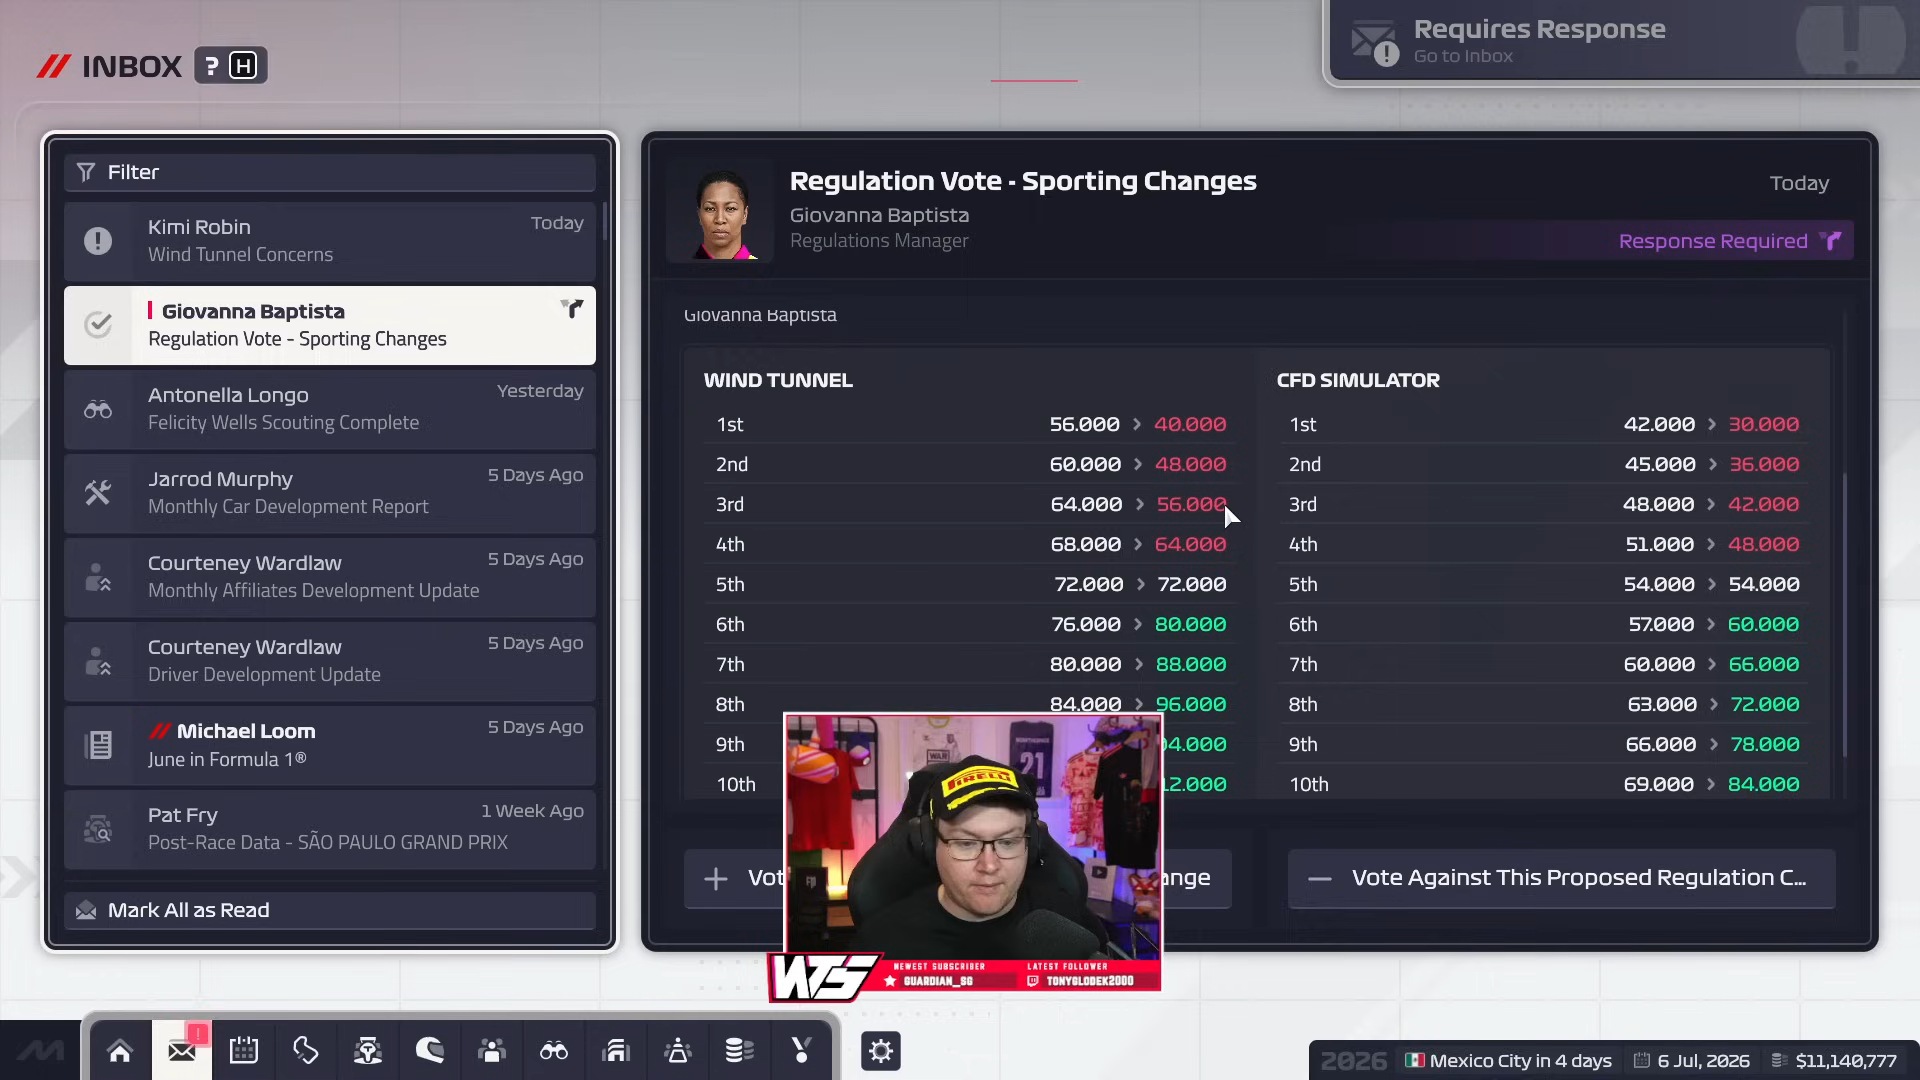 INBOX ? H
Requires Response
Go to Inbox
Filter
Kimi Robin
Today
Wind Tunnel Concerns
Giovanna Baptista
Regulation Vote - Sporting Changes
Antonella Longo
Yesterday
Felicity Wells Scouting Complete
Jarrod Murphy
5 Days Ago
Monthly Car Development Report
Courteney Wardlaw
5 Days Ago
Monthly Affiliates Development Update
Courteney Wardlaw
5 Days Ago
Driver Development Update
Michael Loom
5 Days Ago
June in Formula 1®
Pat Fry
1 Week Ago
Post-Race Data - SÃO PAULO GRAND PRIX
Mark All as Read
Regulation Vote - Sporting Changes
Today
Giovanna Baptista
Regulations Manager
Response Required
Giovanna Baptista
WIND TUNNEL
1st 56.000 > 40.000
2nd 60.000 > 48.000
3rd 64.000 > 56.000
4th 68.000 > 64.000
5th 72.000 > 72.000
6th 76.000 > 80.000
7th 80.000 > 88.000
8th 84.000 > 96.000
9th 04.000
10th 12.000
CFD SIMULATOR
1st 42.000 > 30.000
2nd 45.000 > 36.000
3rd 48.000 > 42.000
4th 51.000 > 48.000
5th 54.000 > 54.000
6th 57.000 > 60.000
7th 60.000 > 66.000
8th 63.000 > 72.000
9th 66.000 > 78.000
10th 69.000 > 84.000
+ Vot
ange
— Vote Against This Proposed Regulation C...
PIRELLI
21
WTS
NEWEST SUBSCRIBER
GUARDIAN_SG
LATEST FOLLOWER
TONYGLODEK2000
2026 Mexico City in 4 days 6 Jul, 2026 $11,140,777